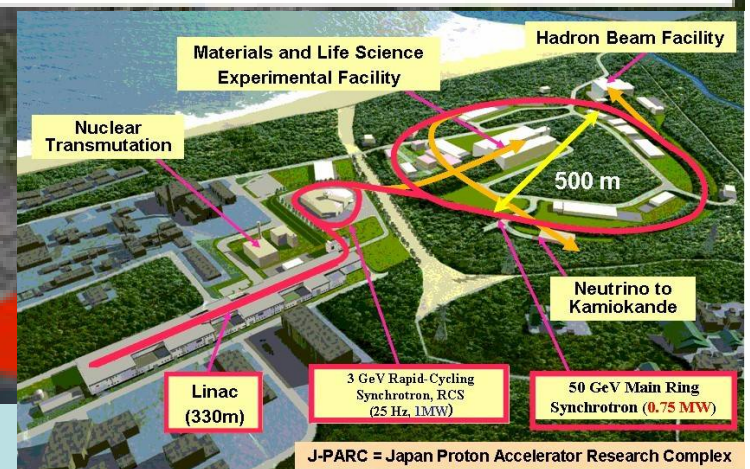 Hadron Beam Facility
Materials and Life Science
Experimental Facility
Nuclear
Transmutation
500 m
Neutrino to
Kamiokande
Linac
(330m)
3 GeV Rapid-Cycling
Synchrotron, RCS
(25 Hz, 1MW)
50 GeV Main Ring
Synchrotron (0.75 MW)
J-PARC = Japan Proton Accelerator Research Complex